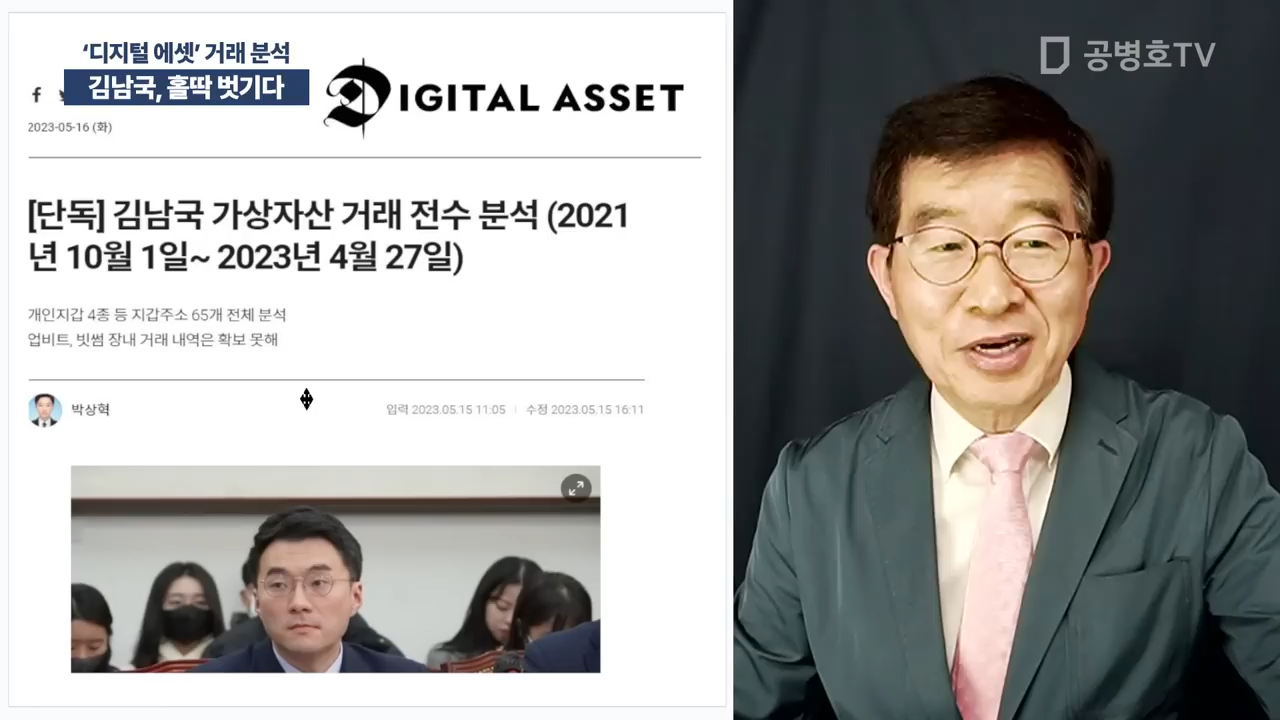 '디지털 에셋' 거래 분석
김남국, 홀딱 벗기다
DIGITAL ASSET
공병호TV
2023-05-16 (화)
[단독] 김남국 가상자산 거래 전수 분석 (2021
년 10월 1일~ 2023년 4월 27일)
개인지갑 4종 등 지갑주소 65개 전체 분석
업비트, 빗썸 장내 거래 내역은 확보 못해
박상혁
입력 2023.05.15 11:05 | 수정 2023.05.15 16:11